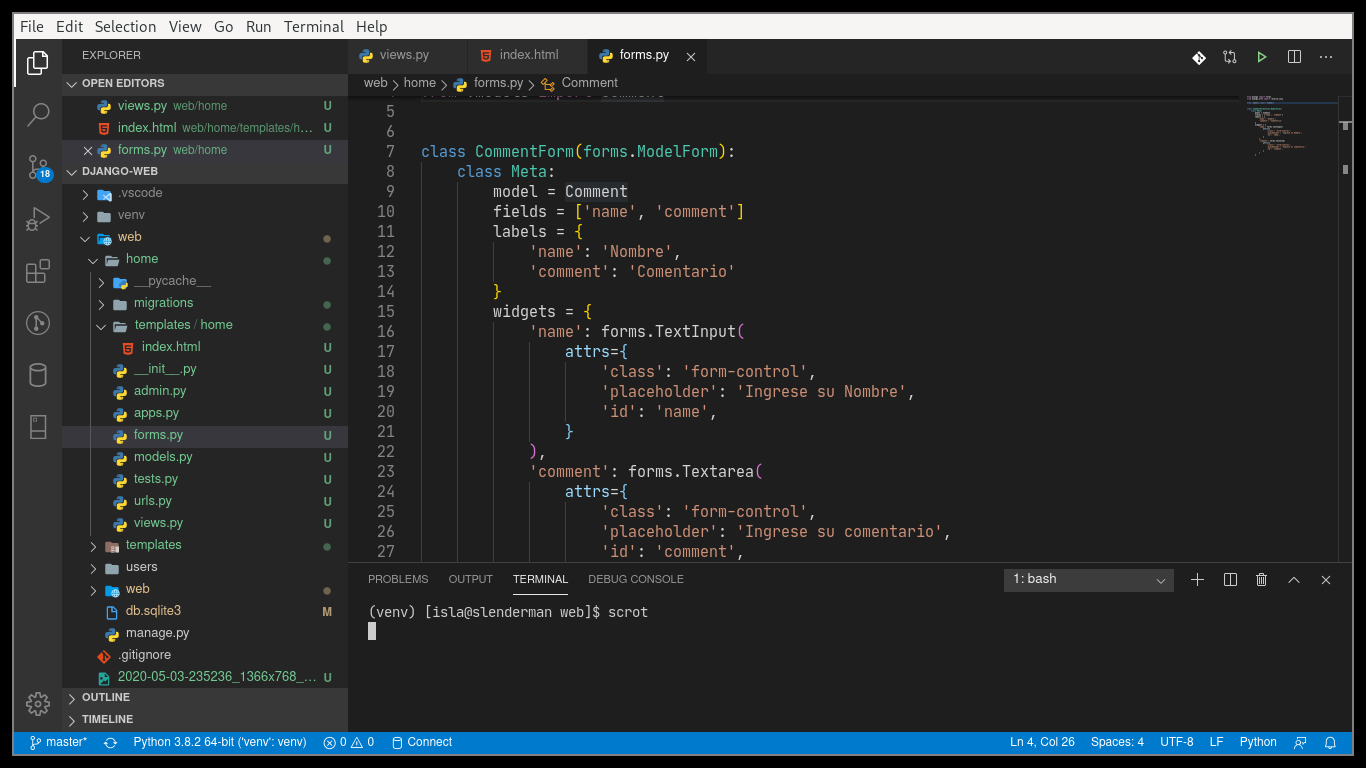 File Edit Selection View Go Run Terminal Help
EXPLORER
OPEN EDITORS
views.py web/home U
index.html web/home/templates/h... U
forms.py web/home U
DJANGO-WEB
.vscode
venv
web
home
__pycache__
migrations
templates / home
index.html U
__init__.py U
admin.py U
apps.py U
forms.py U
models.py U
tests.py U
urls.py U
views.py U
templates
users
web
db.sqlite3 M
manage.py
.gitignore
2020-05-03-235236_1366x768_... U
OUTLINE
TIMELINE
18
views.py index.html forms.py
web > home > forms.py > Comment
5
6
7 class CommentForm(forms.ModelForm):
8 class Meta:
9 model = Comment
10 fields = ['name', 'comment']
11 labels = {
12 'name': 'Nombre',
13 'comment': 'Comentario'
14 }
15 widgets = {
16 'name': forms.TextInput(
17 attrs={
18 'class': 'form-control',
19 'placeholder': 'Ingrese su Nombre',
20 'id': 'name',
21 }
22 ),
23 'comment': forms.Textarea(
24 attrs={
25 'class': 'form-control',
26 'placeholder': 'Ingrese su comentario',
27 'id': 'comment',
PROBLEMS OUTPUT TERMINAL DEBUG CONSOLE 1: bash
(venv) [isla@slenderman web]$ scrot
master* Python 3.8.2 64-bit ('venv': venv) 0 0 Connect Ln 4, Col 26 Spaces: 4 UTF-8 LF Python